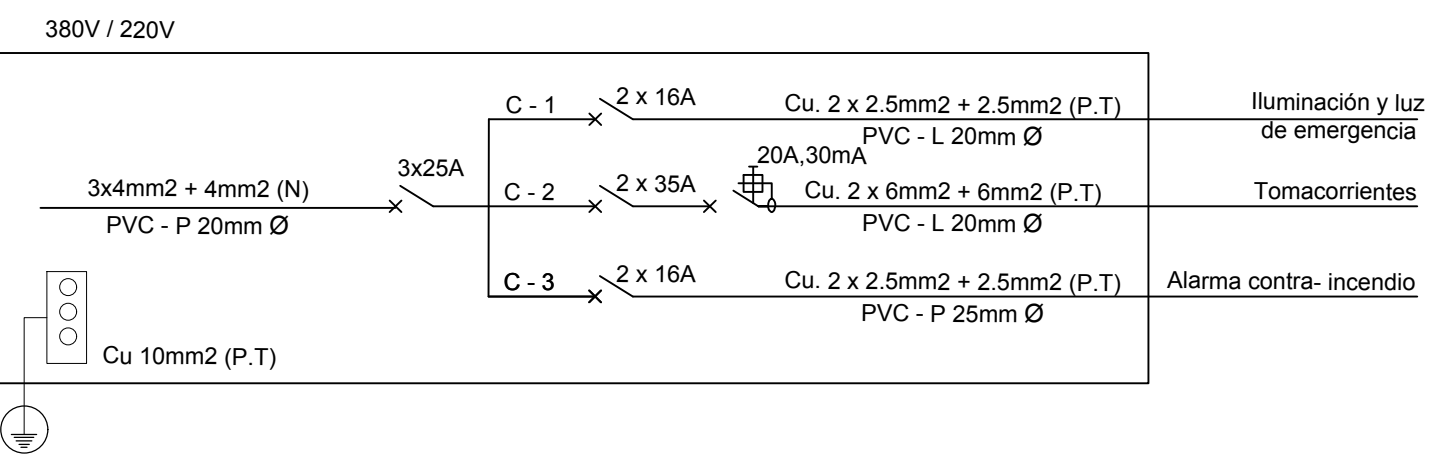 380V / 220V
3x4mm2 + 4mm2 (N)
PVC - P 20mm Ø
3x25A
C - 1
2 x 16A
Cu. 2 x 2.5mm2 + 2.5mm2 (P.T)
PVC - L 20mm Ø
Iluminación y luz
de emergencia
C - 2
2 x 35A
20A,30mA
Cu. 2 x 6mm2 + 6mm2 (P.T)
PVC - L 20mm Ø
Tomacorrientes
C - 3
2 x 16A
Cu. 2 x 2.5mm2 + 2.5mm2 (P.T)
PVC - P 25mm Ø
Alarma contra- incendio
Cu 10mm2 (P.T)